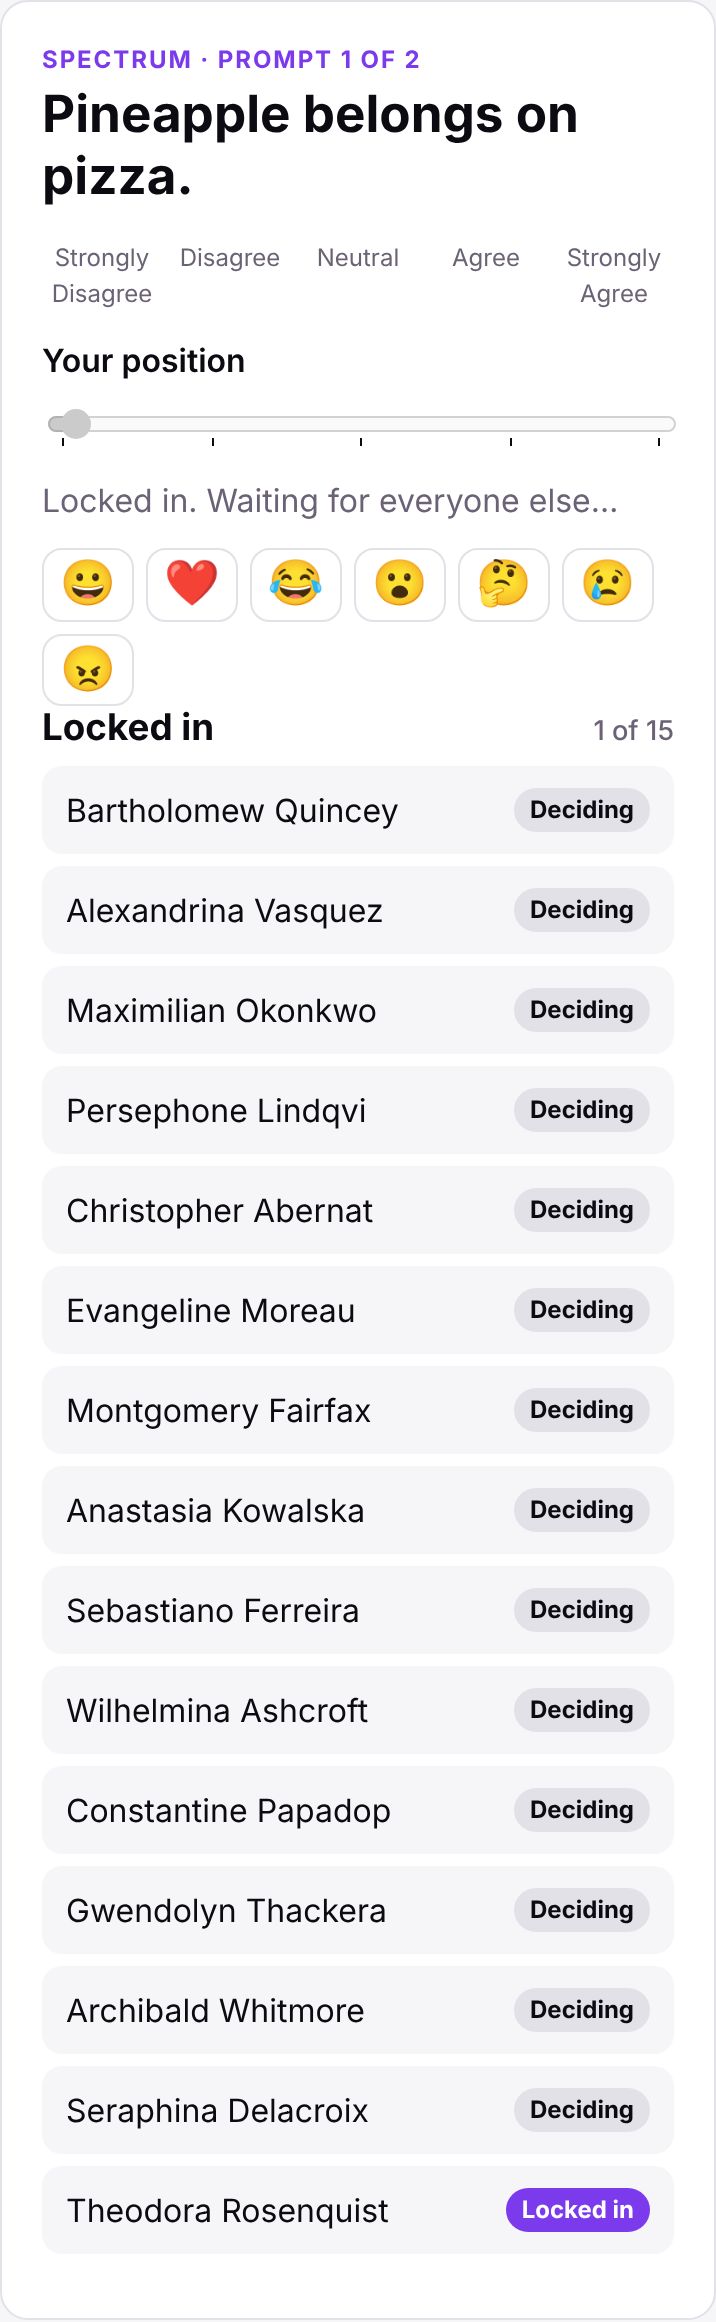 SPECTRUM · PROMPT 1 OF 2
Pineapple belongs on
pizza.
Strongly Disagree
Disagree
Neutral
Agree
Strongly Agree
Your position
Locked in. Waiting for everyone else...
Locked in
1 of 15
Bartholomew Quincey
Deciding
Alexandrina Vasquez
Deciding
Maximilian Okonkwo
Deciding
Persephone Lindqvi
Deciding
Christopher Abernat
Deciding
Evangeline Moreau
Deciding
Montgomery Fairfax
Deciding
Anastasia Kowalska
Deciding
Sebastiano Ferreira
Deciding
Wilhelmina Ashcroft
Deciding
Constantine Papadop
Deciding
Gwendolyn Thackera
Deciding
Archibald Whitmore
Deciding
Seraphina Delacroix
Deciding
Theodora Rosenquist
Locked in